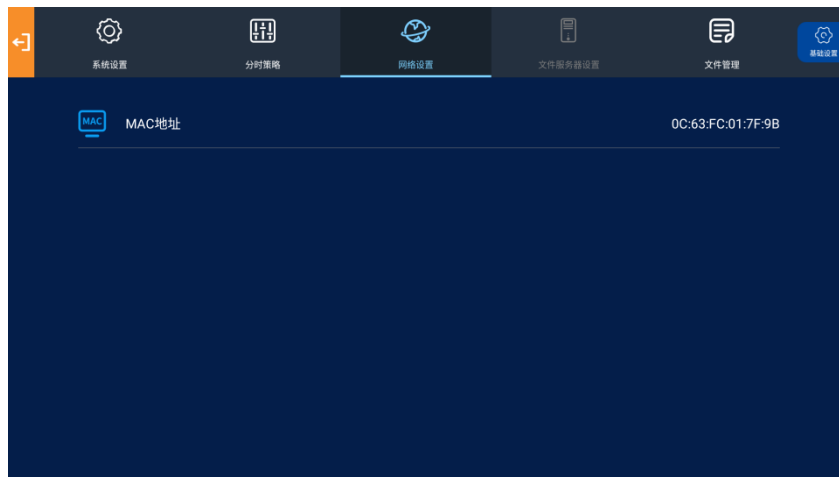 系统设置
分时策略
网络设置
文件服务器设置
文件管理
基础设置
MAC
MAC地址
0C:63:FC:01:7F:9B